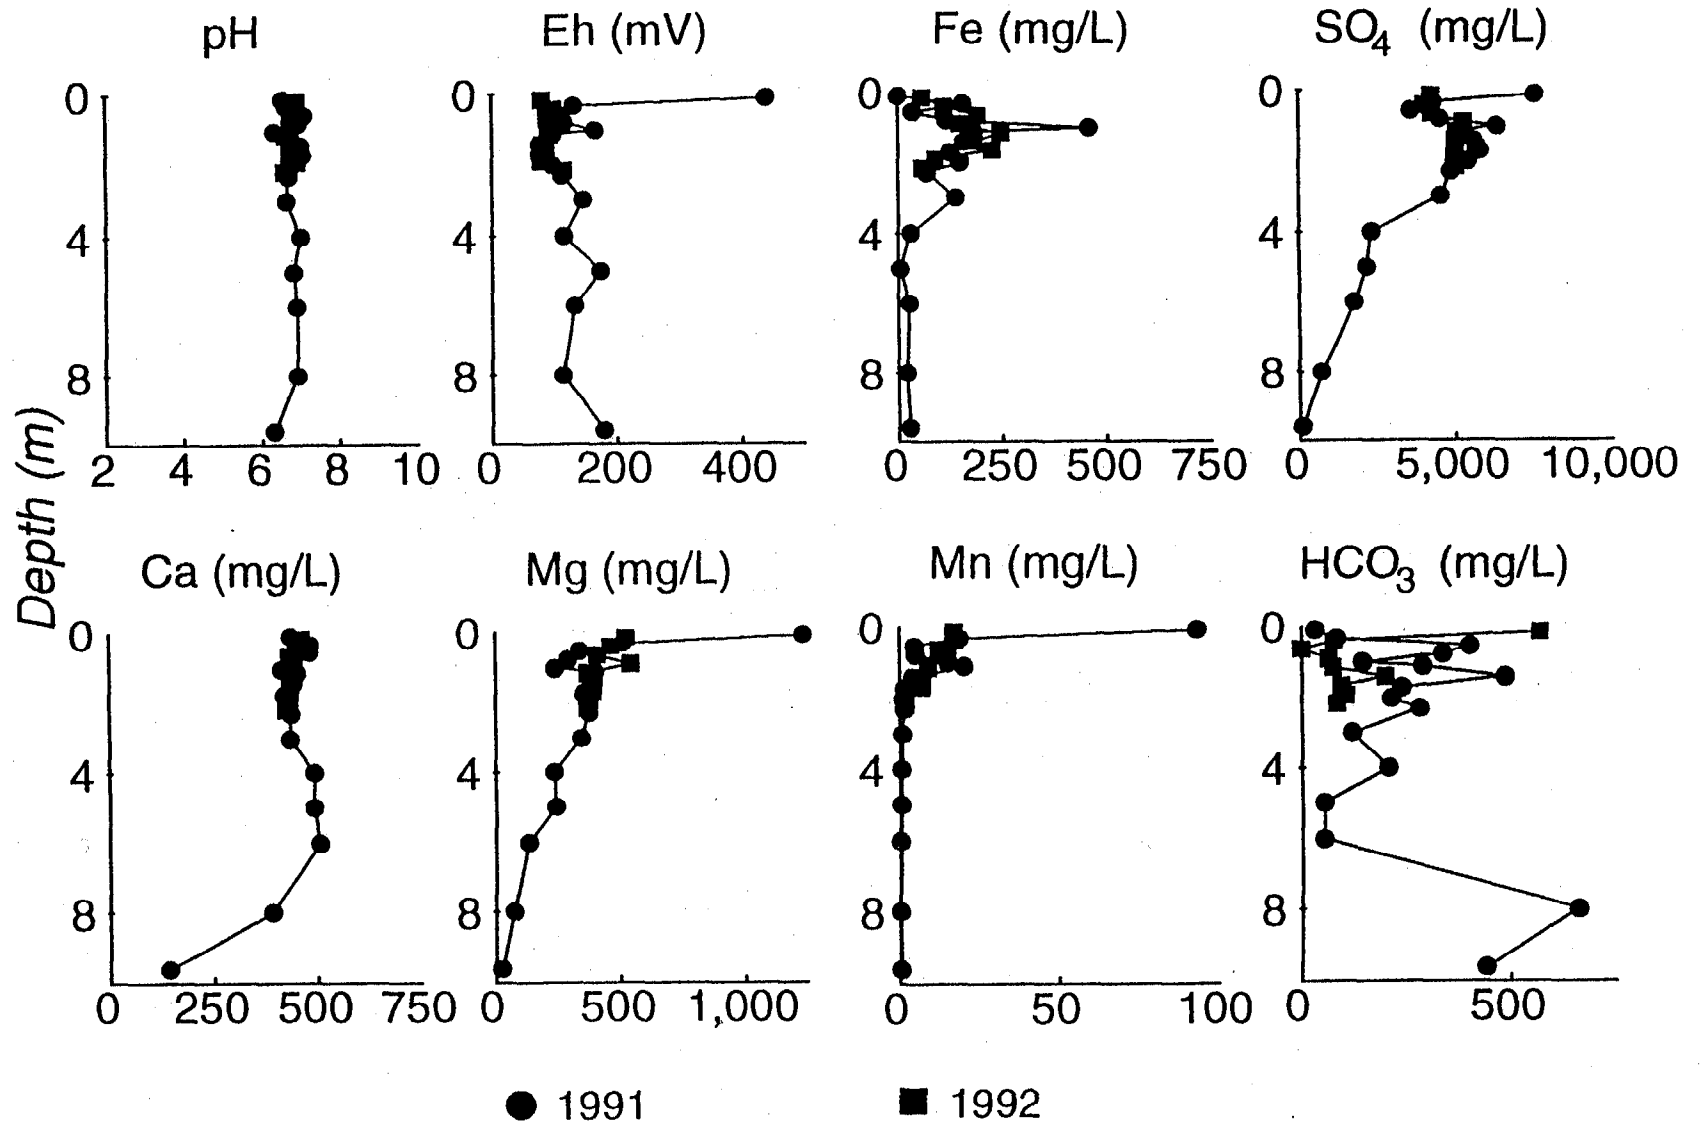 pH Eh (mV) Fe (mg/L) SO4 (mg/L)
0 0 0 0
4 4 4 4
8 8 8 8
2 4 6 8 10 0 200 400 0 250 500 750 0 5,000 10,000
Depth (m)
Ca (mg/L) Mg (mg/L) Mn (mg/L) HCO3 (mg/L)
0 0 0 0
4 4 4 4
8 8 8 8
0 250 500 750 0 500 1,000 0 50 100 0 500
1991 1992